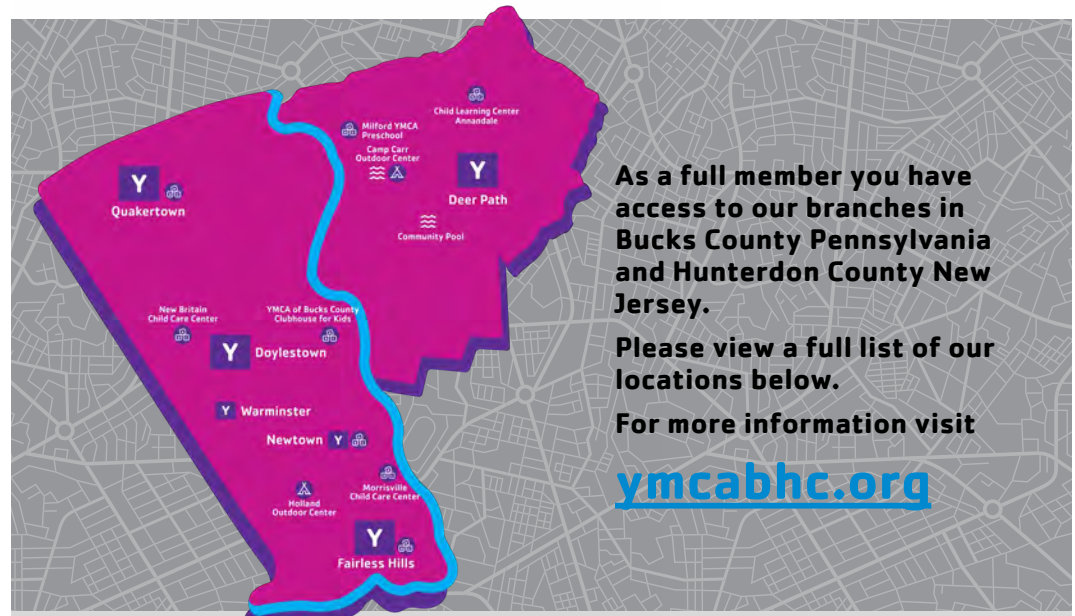 Child Learning Center
Annandale
Milford YMCA
Preschool
Camp Carr
Outdoor Center
Y
Deer Path
Community Pool
Y
Quakertown
New Britain
Child Care Center
YMCA of Bucks County
Clubhouse for Kids
Y
Doylestown
Y
Warminster
Newtown
Y
Morrisville
Child Care Center
Holland
Outdoor Center
Y
Fairless Hills
As a full member you have
access to our branches in
Bucks County Pennsylvania
and Hunterdon County New
Jersey.
Please view a full list of our
locations below.
For more information visit
ymcabhc.org